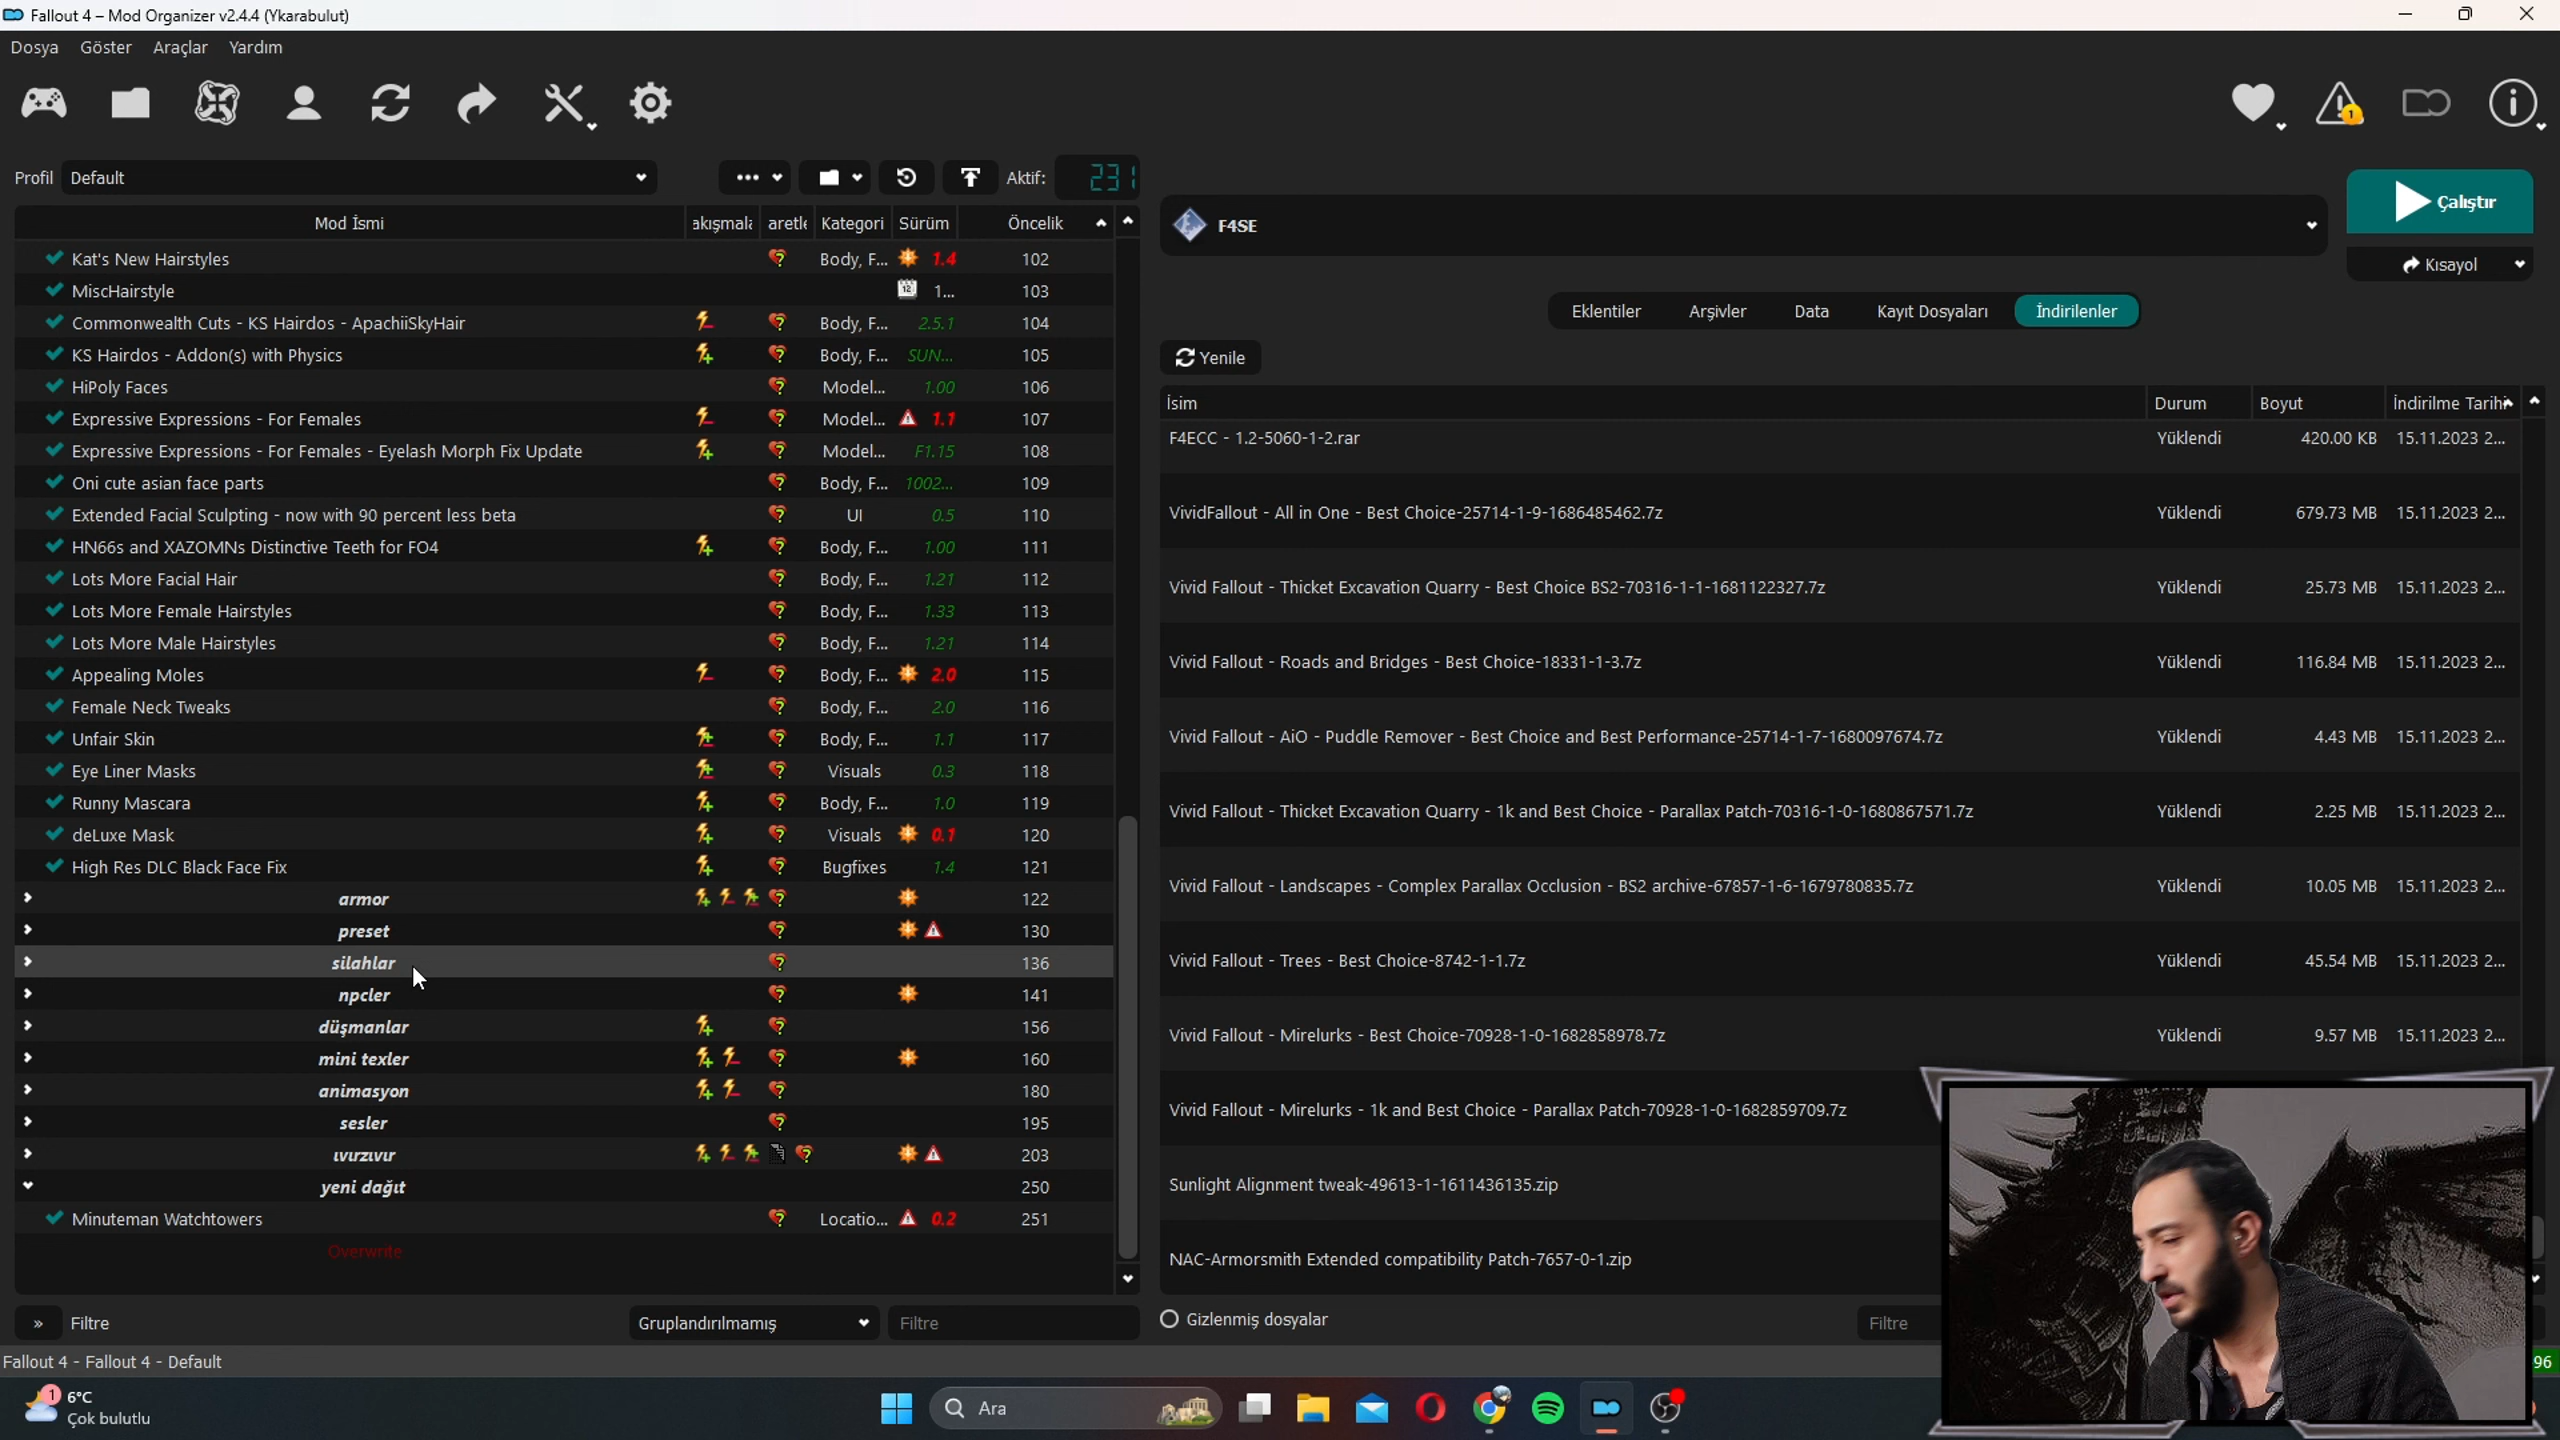 Fallout 4 – Mod Organizer v2.4.4 (Ykarabulut)
Dosya Göster Araçlar Yardım
Profil Default Aktif: 231
Mod İsmi Kategori Sürüm Öncelik
Kat's New Hairstyles Body, F... 1.4 102
MiscHairstyle 1... 103
Commonwealth Cuts - KS Hairdos - ApachiiSkyHair Body, F... 2.5.1 104
KS Hairdos - Addon(s) with Physics Body, F... SUN... 105
HiPoly Faces Model... 1.00 106
Expressive Expressions - For Females Model... 1.1 107
Expressive Expressions - For Females - Eyelash Morph Fix Update Model... F1.15 108
Oni cute asian face parts Body, F... 1002... 109
Extended Facial Sculpting - now with 90 percent less beta UI 0.5 110
HN66s and XAZOMNs Distinctive Teeth for FO4 Body, F... 1.00 111
Lots More Facial Hair Body, F... 1.21 112
Lots More Female Hairstyles Body, F... 1.33 113
Lots More Male Hairstyles Body, F... 1.21 114
Appealing Moles Body, F... 2.0 115
Female Neck Tweaks Body, F... 2.0 116
Unfair Skin Body, F... 1.1 117
Eye Liner Masks Visuals 0.3 118
Runny Mascara Body, F... 1.0 119
deLuxe Mask Visuals 0.1 120
High Res DLC Black Face Fix Bugfixes 1.4 121
armor 122
preset 130
silahlar 136
npcler 141
düşmanlar 156
mini texler 160
animasyon 180
sesler 195
ıvırzıvır 203
yeni dağıt 250
Minuteman Watchtowers Locatio... 0.2 251
Overwrite
» Filtre Gruplandırılmamış Filtre
F4SE
Çalıştır
Kısayol
Eklentiler Arşivler Data Kayıt Dosyaları İndirilenler
Yenile
İsim Durum Boyut İndirilme Tarihi
F4ECC - 1.2-5060-1-2.rar Yüklendi 420.00 KB 15.11.2023 2...
VividFallout - All in One - Best Choice-25714-1-9-1686485462.7z Yüklendi 679.73 MB 15.11.2023 2...
Vivid Fallout - Thicket Excavation Quarry - Best Choice BS2-70316-1-1-1681122327.7z Yüklendi 25.73 MB 15.11.2023 2...
Vivid Fallout - Roads and Bridges - Best Choice-18331-1-3.7z Yüklendi 116.84 MB 15.11.2023 2...
Vivid Fallout - AiO - Puddle Remover - Best Choice and Best Performance-25714-1-7-1680097674.7z Yüklendi 4.43 MB 15.11.2023 2...
Vivid Fallout - Thicket Excavation Quarry - 1k and Best Choice - Parallax Patch-70316-1-0-1680867571.7z Yüklendi 2.25 MB 15.11.2023 2...
Vivid Fallout - Landscapes - Complex Parallax Occlusion - BS2 archive-67857-1-6-1679780835.7z Yüklendi 10.05 MB 15.11.2023 2...
Vivid Fallout - Trees - Best Choice-8742-1-1.7z Yüklendi 45.54 MB 15.11.2023 2...
Vivid Fallout - Mirelurks - Best Choice-70928-1-0-1682858978.7z Yüklendi 9.57 MB 15.11.2023 2...
Vivid Fallout - Mirelurks - 1k and Best Choice - Parallax Patch-70928-1-0-1682859709.7z
Sunlight Alignment tweak-49613-1-1611436135.zip
NAC-Armorsmith Extended compatibility Patch-7657-0-1.zip
Gizlenmiş dosyalar Filtre
Fallout 4 - Fallout 4 - Default 96
1 6°C
Çok bulutlu
Ara